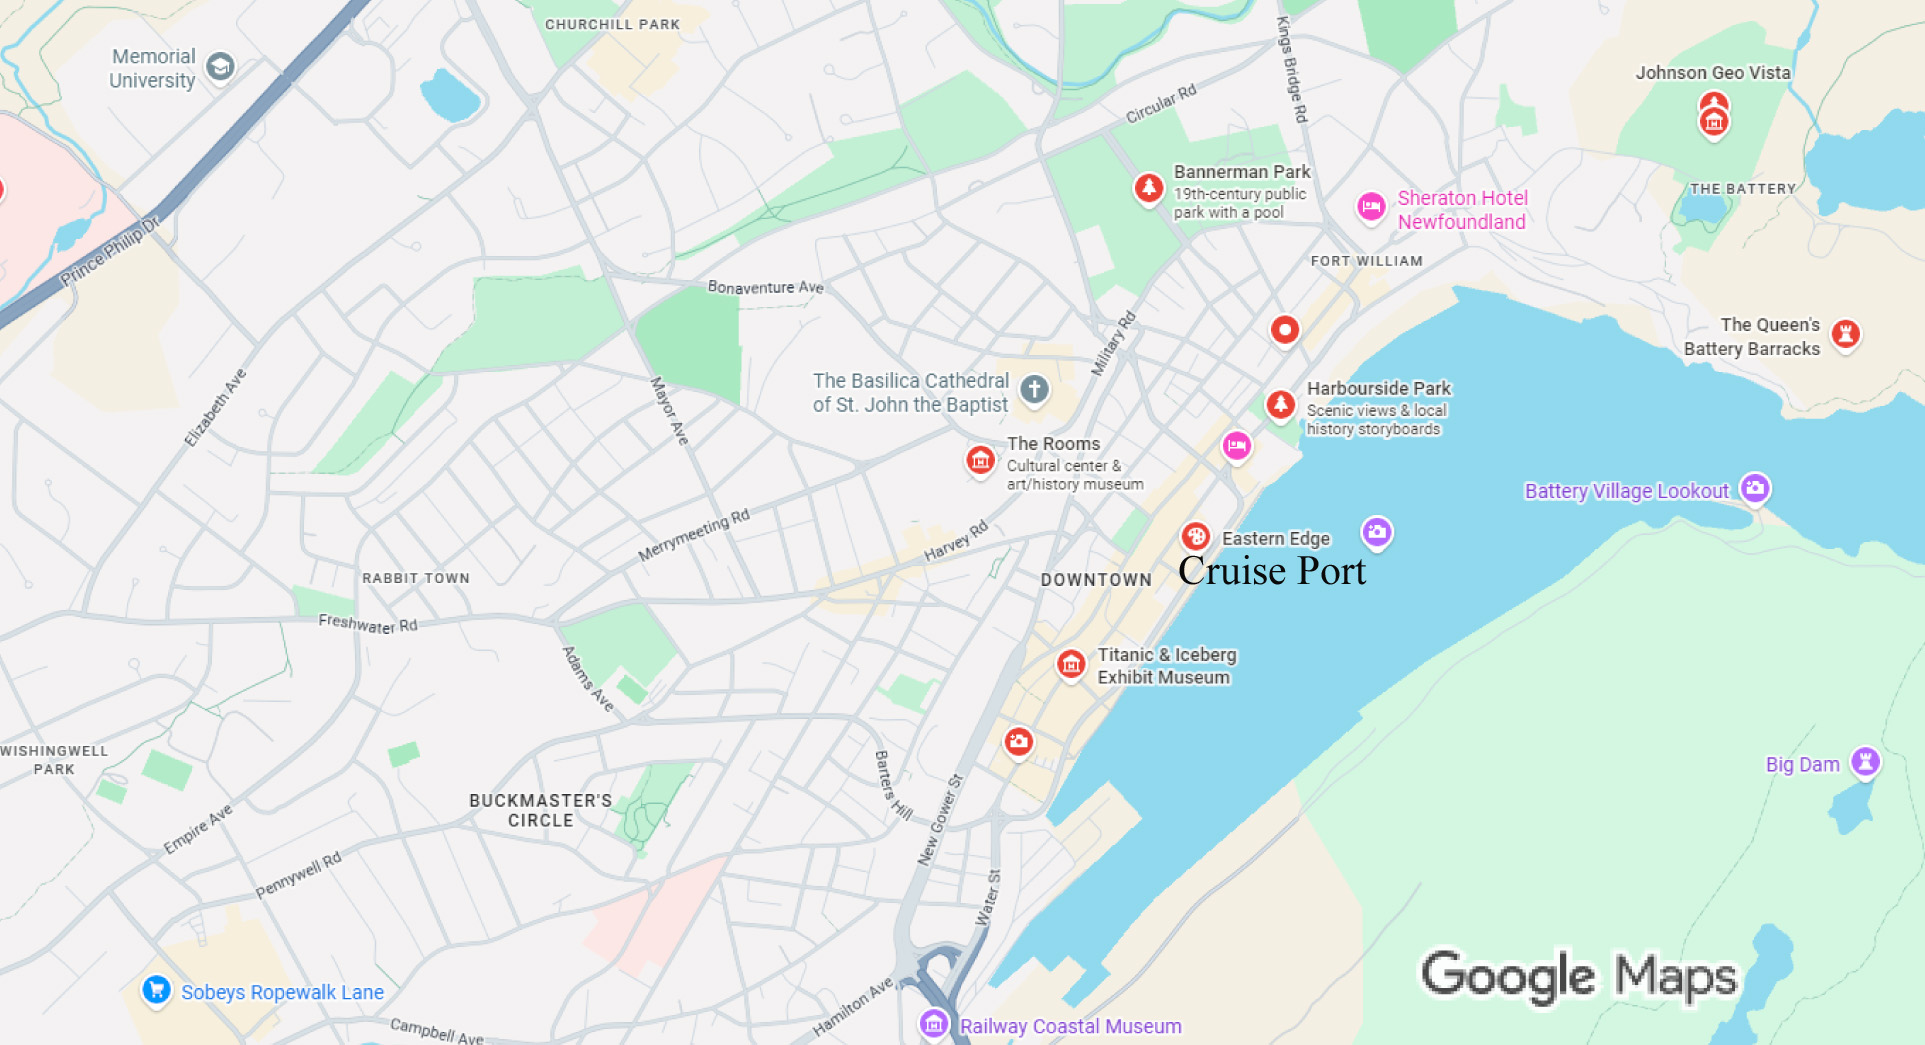 CHURCHILL PARK
Memorial
University
Kings Bridge Rd
Johnson Geo Vista
Circular Rd
Bannerman Park
19th-century public
park with a pool
THE BATTERY
Sheraton Hotel
Newfoundland
Prince Philip Dr
FORT WILLIAM
Bonaventure Ave
The Queen's
Battery Barracks
Military Rd
The Basilica Cathedral
of St. John the Baptist
Harbourside Park
Scenic views & local
history storyboards
Elizabeth Ave
Mayor Ave
The Rooms
Cultural center &
art/history museum
Battery Village Lookout
Merrymeeting Rd
Harvey Rd
Eastern Edge
Cruise Port
RABBIT TOWN
DOWNTOWN
Freshwater Rd
Adams Ave
Titanic & Iceberg
Exhibit Museum
WISHINGWELL
PARK
Big Dam
Barters Hill
BUCKMASTER'S
CIRCLE
New Gower St
Empire Ave
Pennywell Rd
Water St
Google Maps
Sobeys Ropewalk Lane
Hamilton Ave
Campbell Ave
Railway Coastal Museum